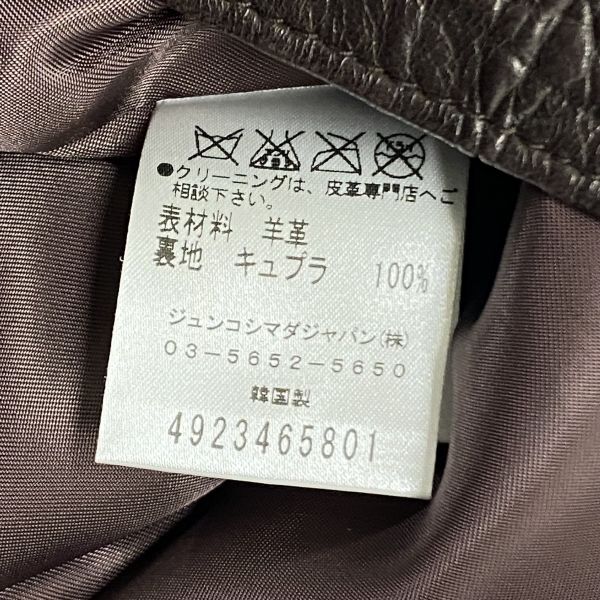 ●クリーニングは、皮革専門店へご
相談下さい。
表材料 羊革
裏地 キュプラ 100%
ジュンコシマダジャパン(株)
03-5652-5650
韓国製
4923465801